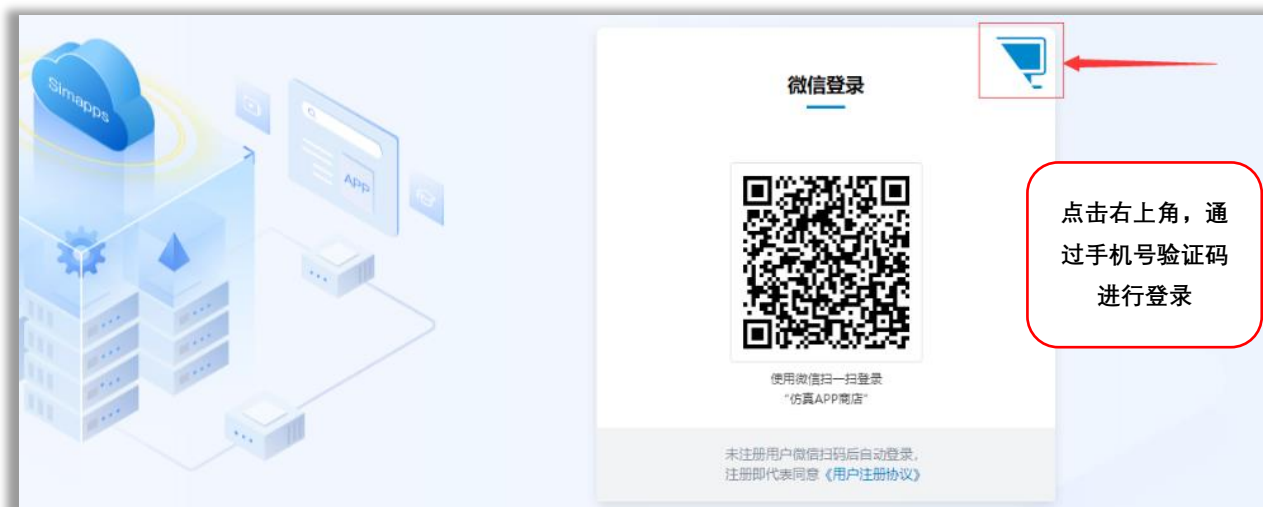 Simapps
APP
微信登录
使用微信扫一扫登录
“仿真APP商店”
未注册用户微信扫码后自动登录，
注册即代表同意《用户注册协议》
点击右上角，通
过手机号验证码
进行登录